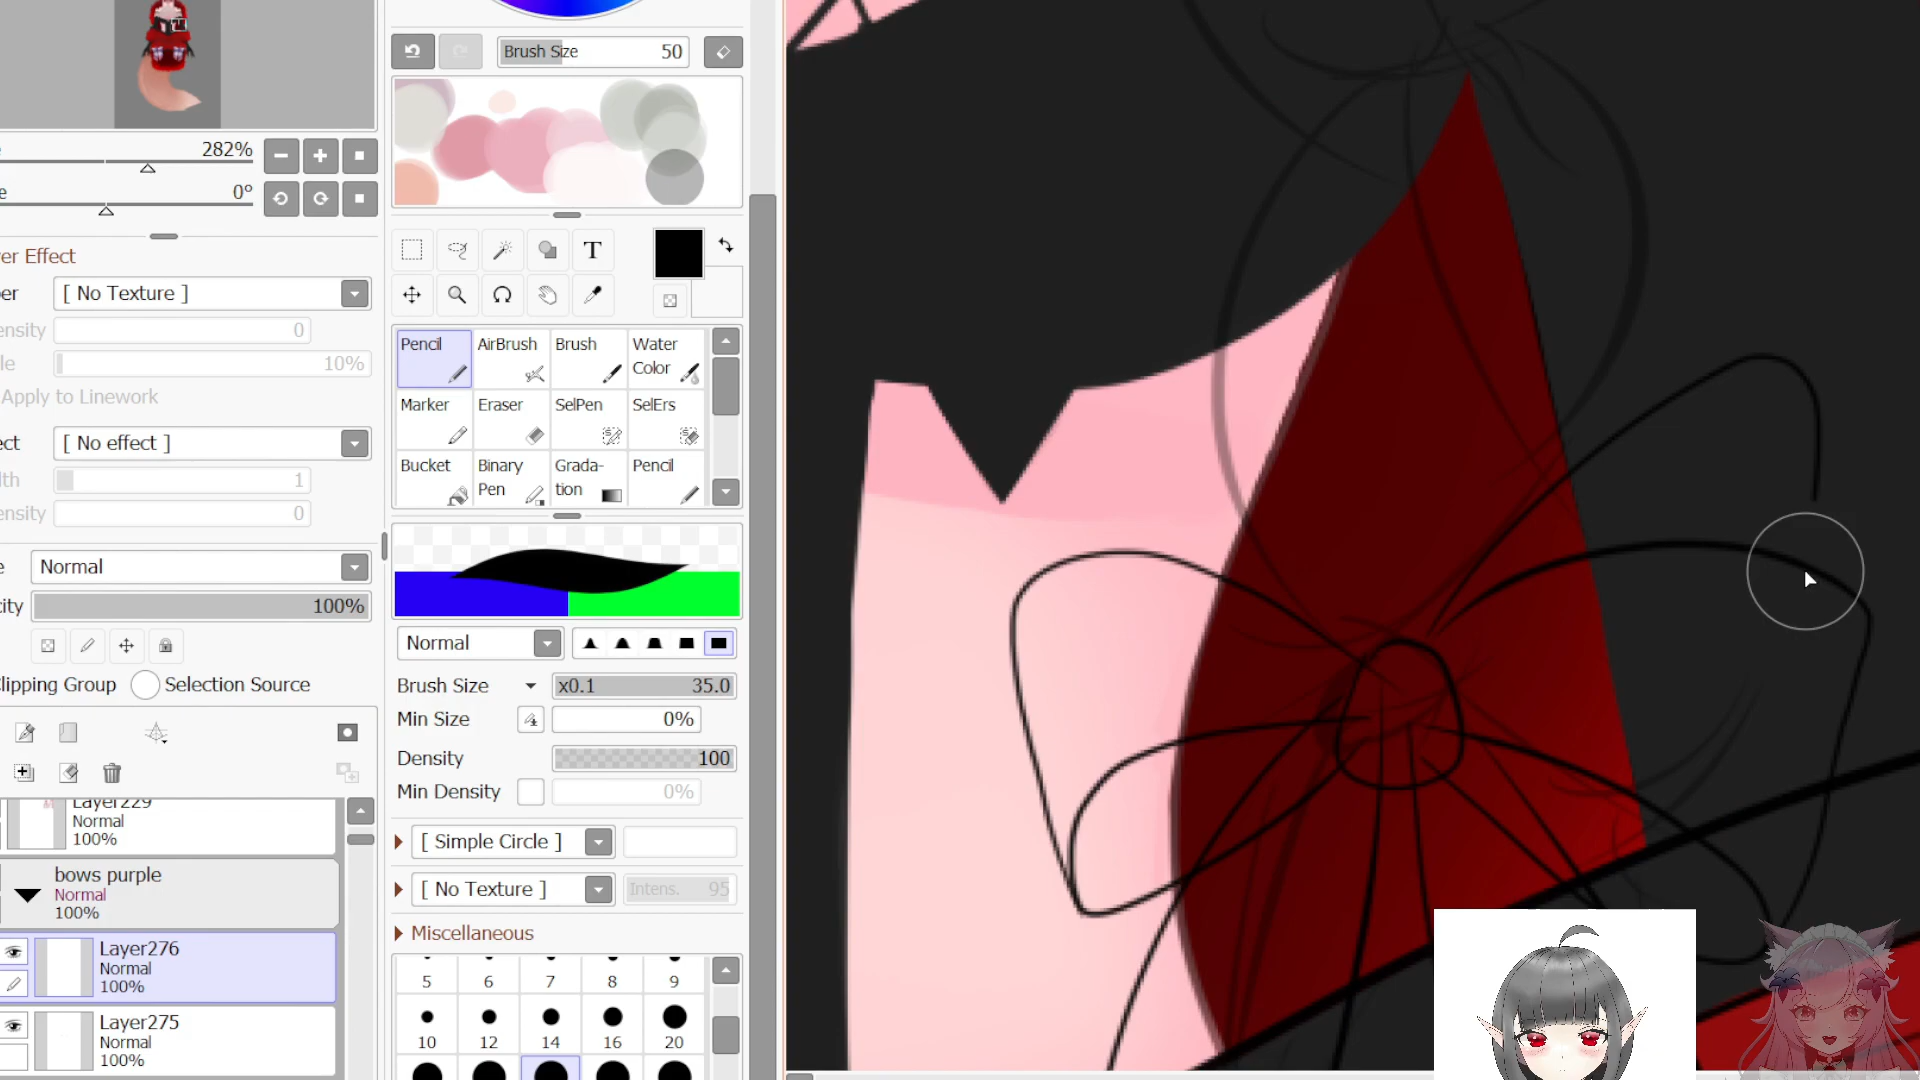 Brush Size 50
282%
0°
er Effect
er [ No Texture ]
ensity 0
le 10%
Apply to Linework
ect [ No effect ]
lth 1
ensity 0
e Normal
city 100%
lipping Group Selection Source
Layer229
Normal
100%
bows purple
Normal
100%
Layer276
Normal
100%
Layer275
Normal
100%
T
Pencil AirBrush Brush Water Color
Marker Eraser SelPen SelErs
Bucket Binary Pen Grada-tion Pencil
Normal
Brush Size x0.1 35.0
Min Size 0%
Density 100
Min Density 0%
[ Simple Circle ]
[ No Texture ] Intens. 95
Miscellaneous
5 6 7 8 9
10 12 14 16 20